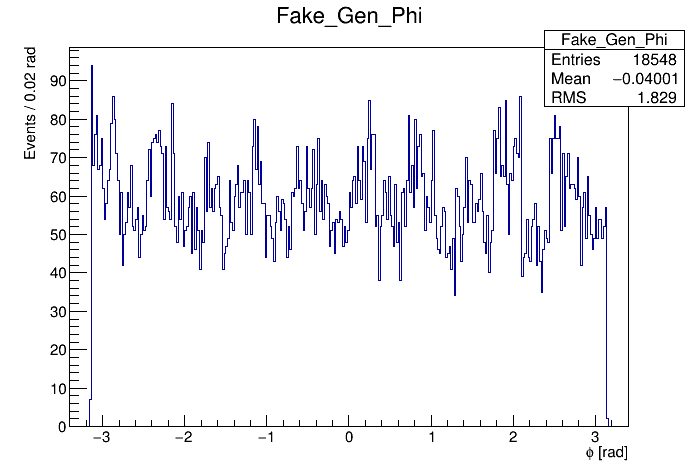 Fake_Gen_Phi
Fake_Gen_Phi
Entries 18548
Mean −0.04001
RMS 1.829
Events / 0.02 rad
90
80
70
60
50
40
30
20
10
0
−3 −2 −1 0 1 2 3
ϕ [rad]